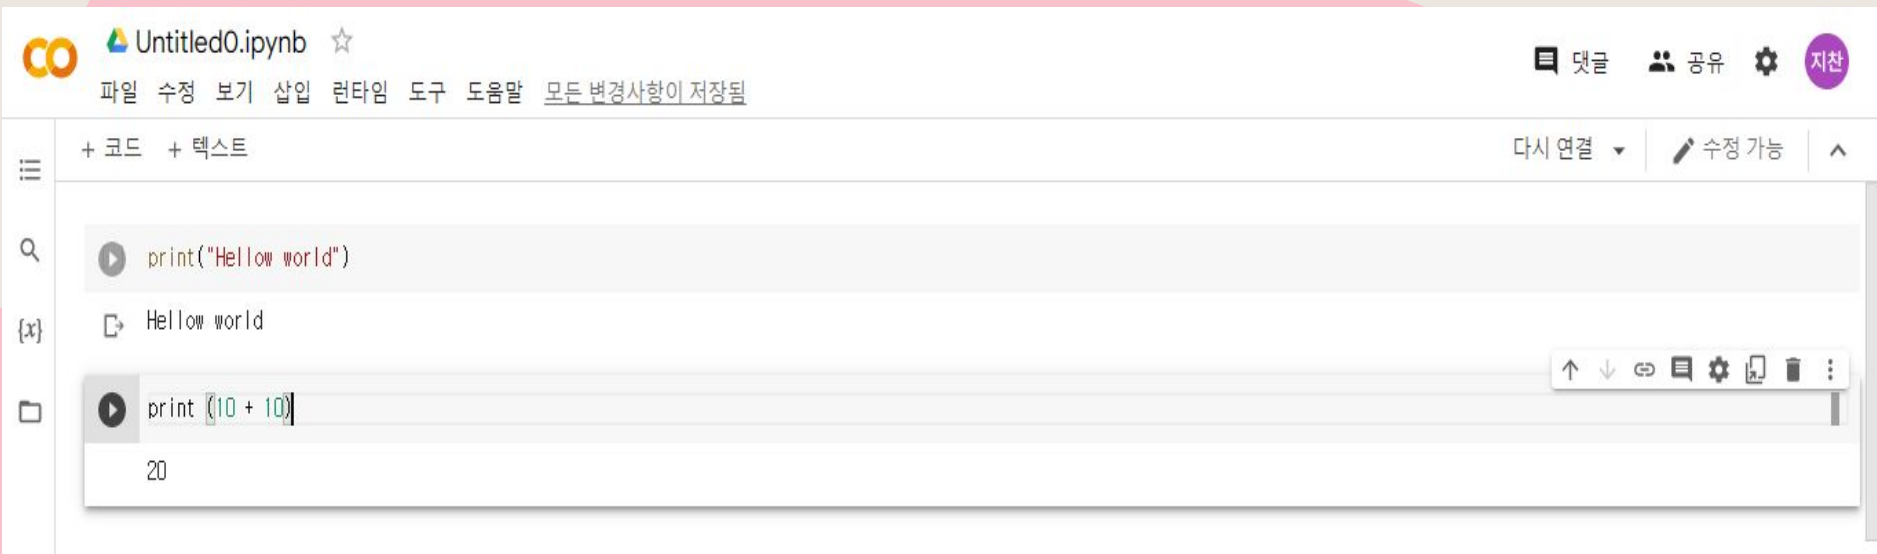 CO Untitled0.ipynb
파일 수정 보기 삽입 런타임 도구 도움말 모든 변경사항이 저장됨
댓글 공유 지찬
+ 코드 + 텍스트
다시 연결 수정 가능
print("Hellow world")
{x}
Hellow world
print (10 + 10)
20